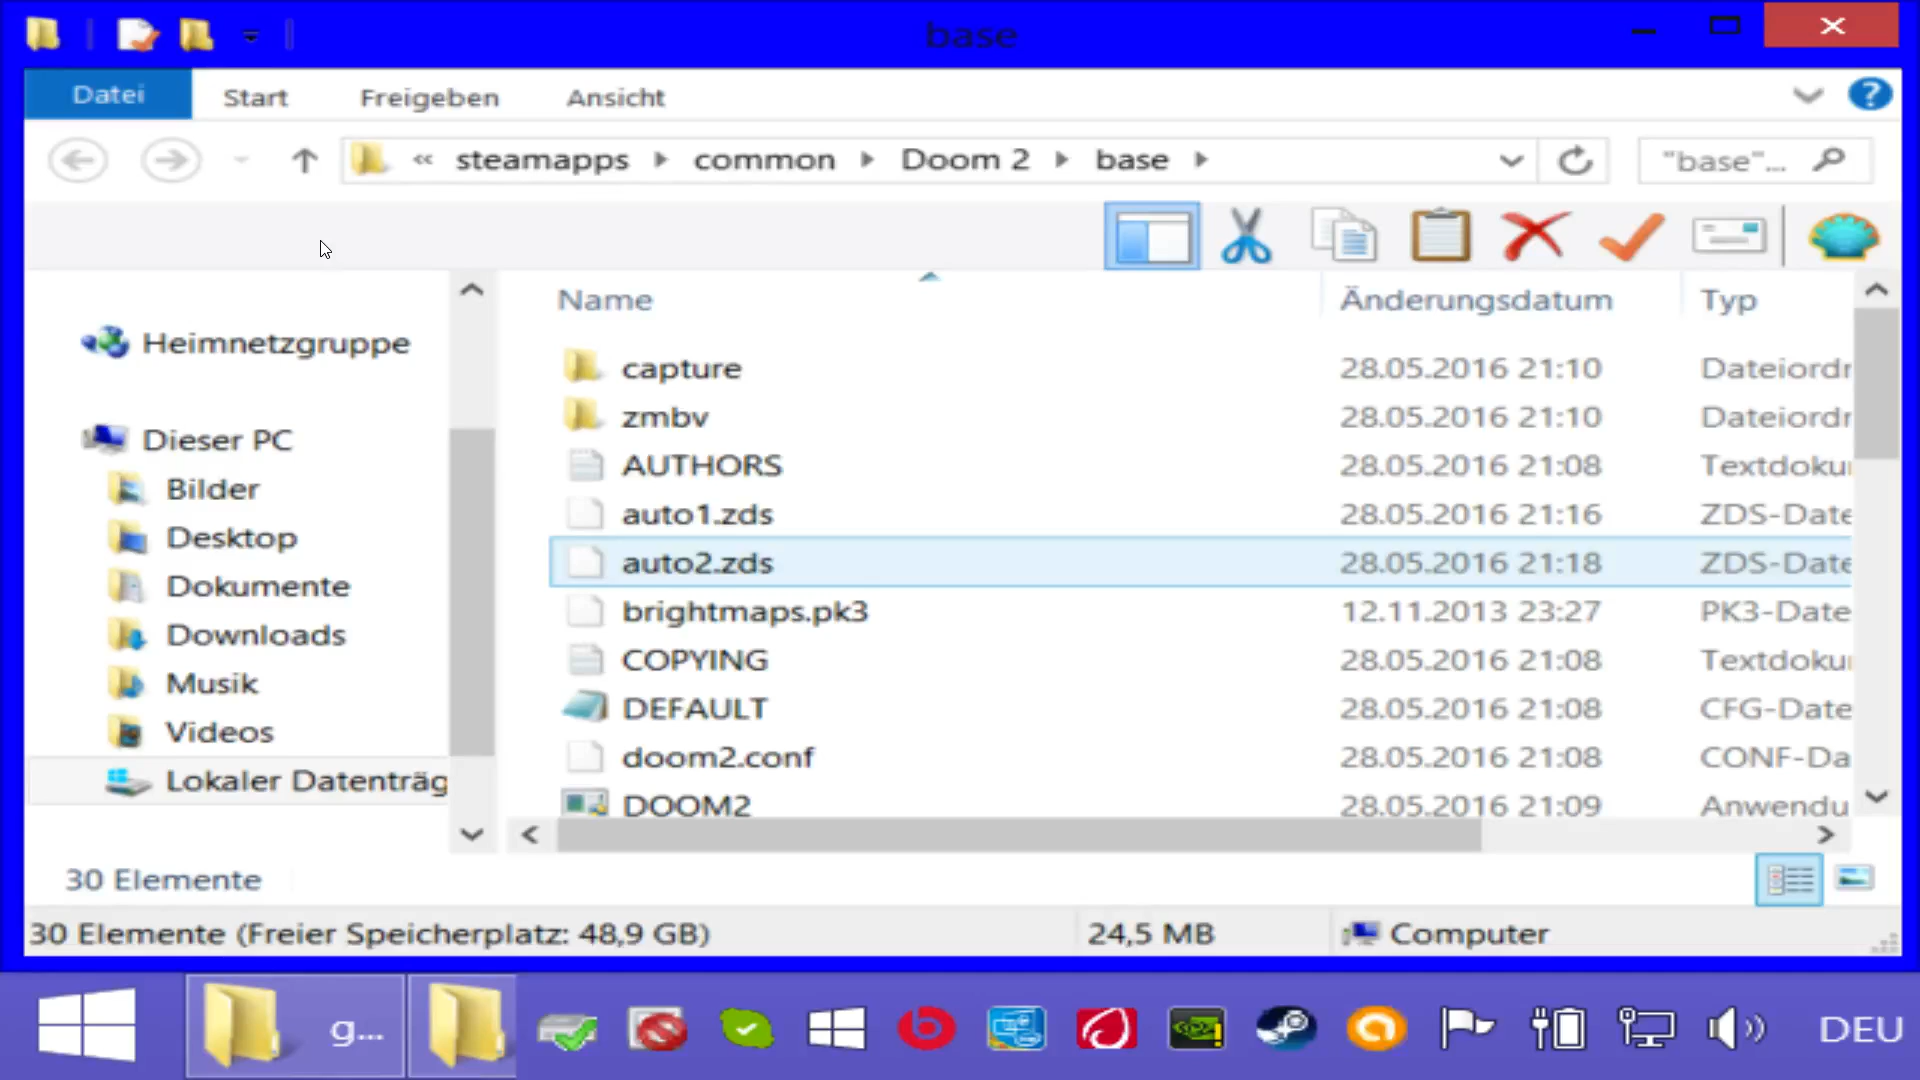 base
Datei Start Freigeben Ansicht
« steamapps common Doom 2 base "base"...
Name Änderungsdatum Typ
Heimnetzgruppe
Dieser PC
Bilder
Desktop
Dokumente
Downloads
Musik
Videos
Lokaler Datenträg
capture 28.05.2016 21:10 Dateiordr
zmbv 28.05.2016 21:10 Dateiordr
AUTHORS 28.05.2016 21:08 Textdoku
auto1.zds 28.05.2016 21:16 ZDS-Date
auto2.zds 28.05.2016 21:18 ZDS-Date
brightmaps.pk3 12.11.2013 23:27 PK3-Date
COPYING 28.05.2016 21:08 Textdoku
DEFAULT 28.05.2016 21:08 CFG-Date
doom2.conf 28.05.2016 21:08 CONF-Da
DOOM2 28.05.2016 21:09 Anwendu
30 Elemente
30 Elemente (Freier Speicherplatz: 48,9 GB) 24,5 MB Computer
g... DEU